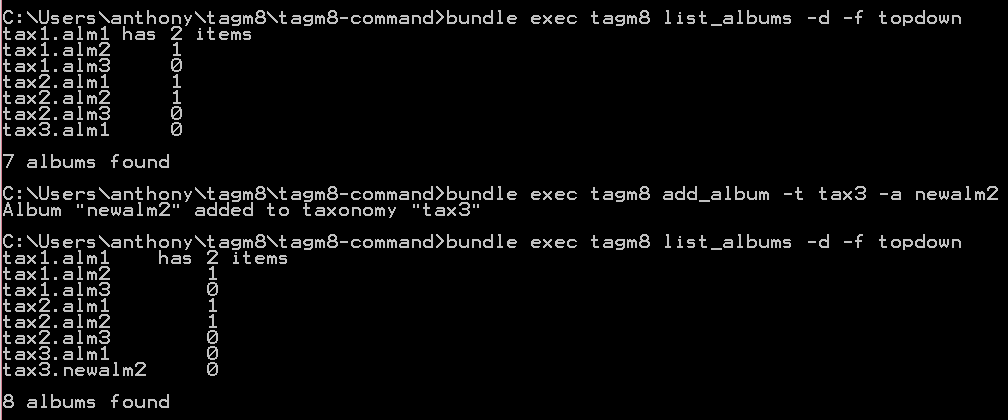 C:\Users\anthony\tagm8\tagm8-command>bundle exec tagm8 list_albums -d -f topdown
tax1.alm1 has 2 items
tax1.alm2     1
tax1.alm3     0
tax2.alm1     1
tax2.alm2     1
tax2.alm3     0
tax3.alm1     0
7 albums found
C:\Users\anthony\tagm8\tagm8-command>bundle exec tagm8 add_album -t tax3 -a newalm2
Album "newalm2" added to taxonomy "tax3"
C:\Users\anthony\tagm8\tagm8-command>bundle exec tagm8 list_albums -d -f topdown
tax1.alm1    has 2 items
tax1.alm2        1
tax1.alm3        0
tax2.alm1        1
tax2.alm2        1
tax2.alm3        0
tax3.alm1        0
tax3.newalm2     0
8 albums found